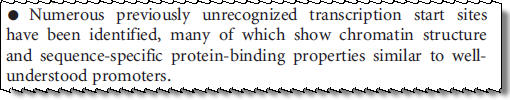 ● Numerous previously unrecognized transcription start sites
have been identified, many of which show chromatin structure
and sequence-specific protein-binding properties similar to well-
understood promoters.